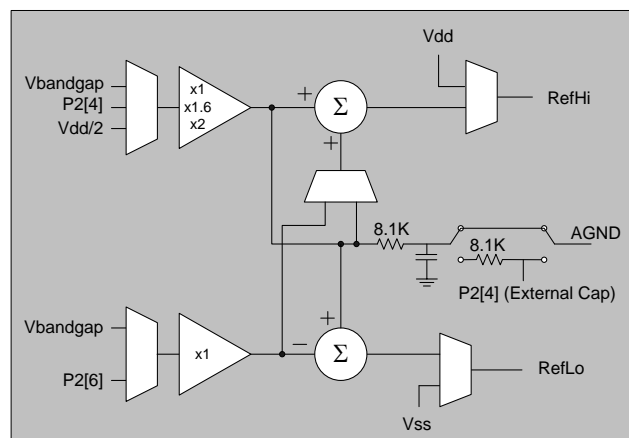 Vdd
Vbandgap
P2[4]
Vdd/2
x1
x1.6
x2
+
Σ
+
RefHi
8.1K
AGND
8.1K
P2[4] (External Cap)
Vbandgap
P2[6]
x1
+
−
Σ
RefLo
Vss